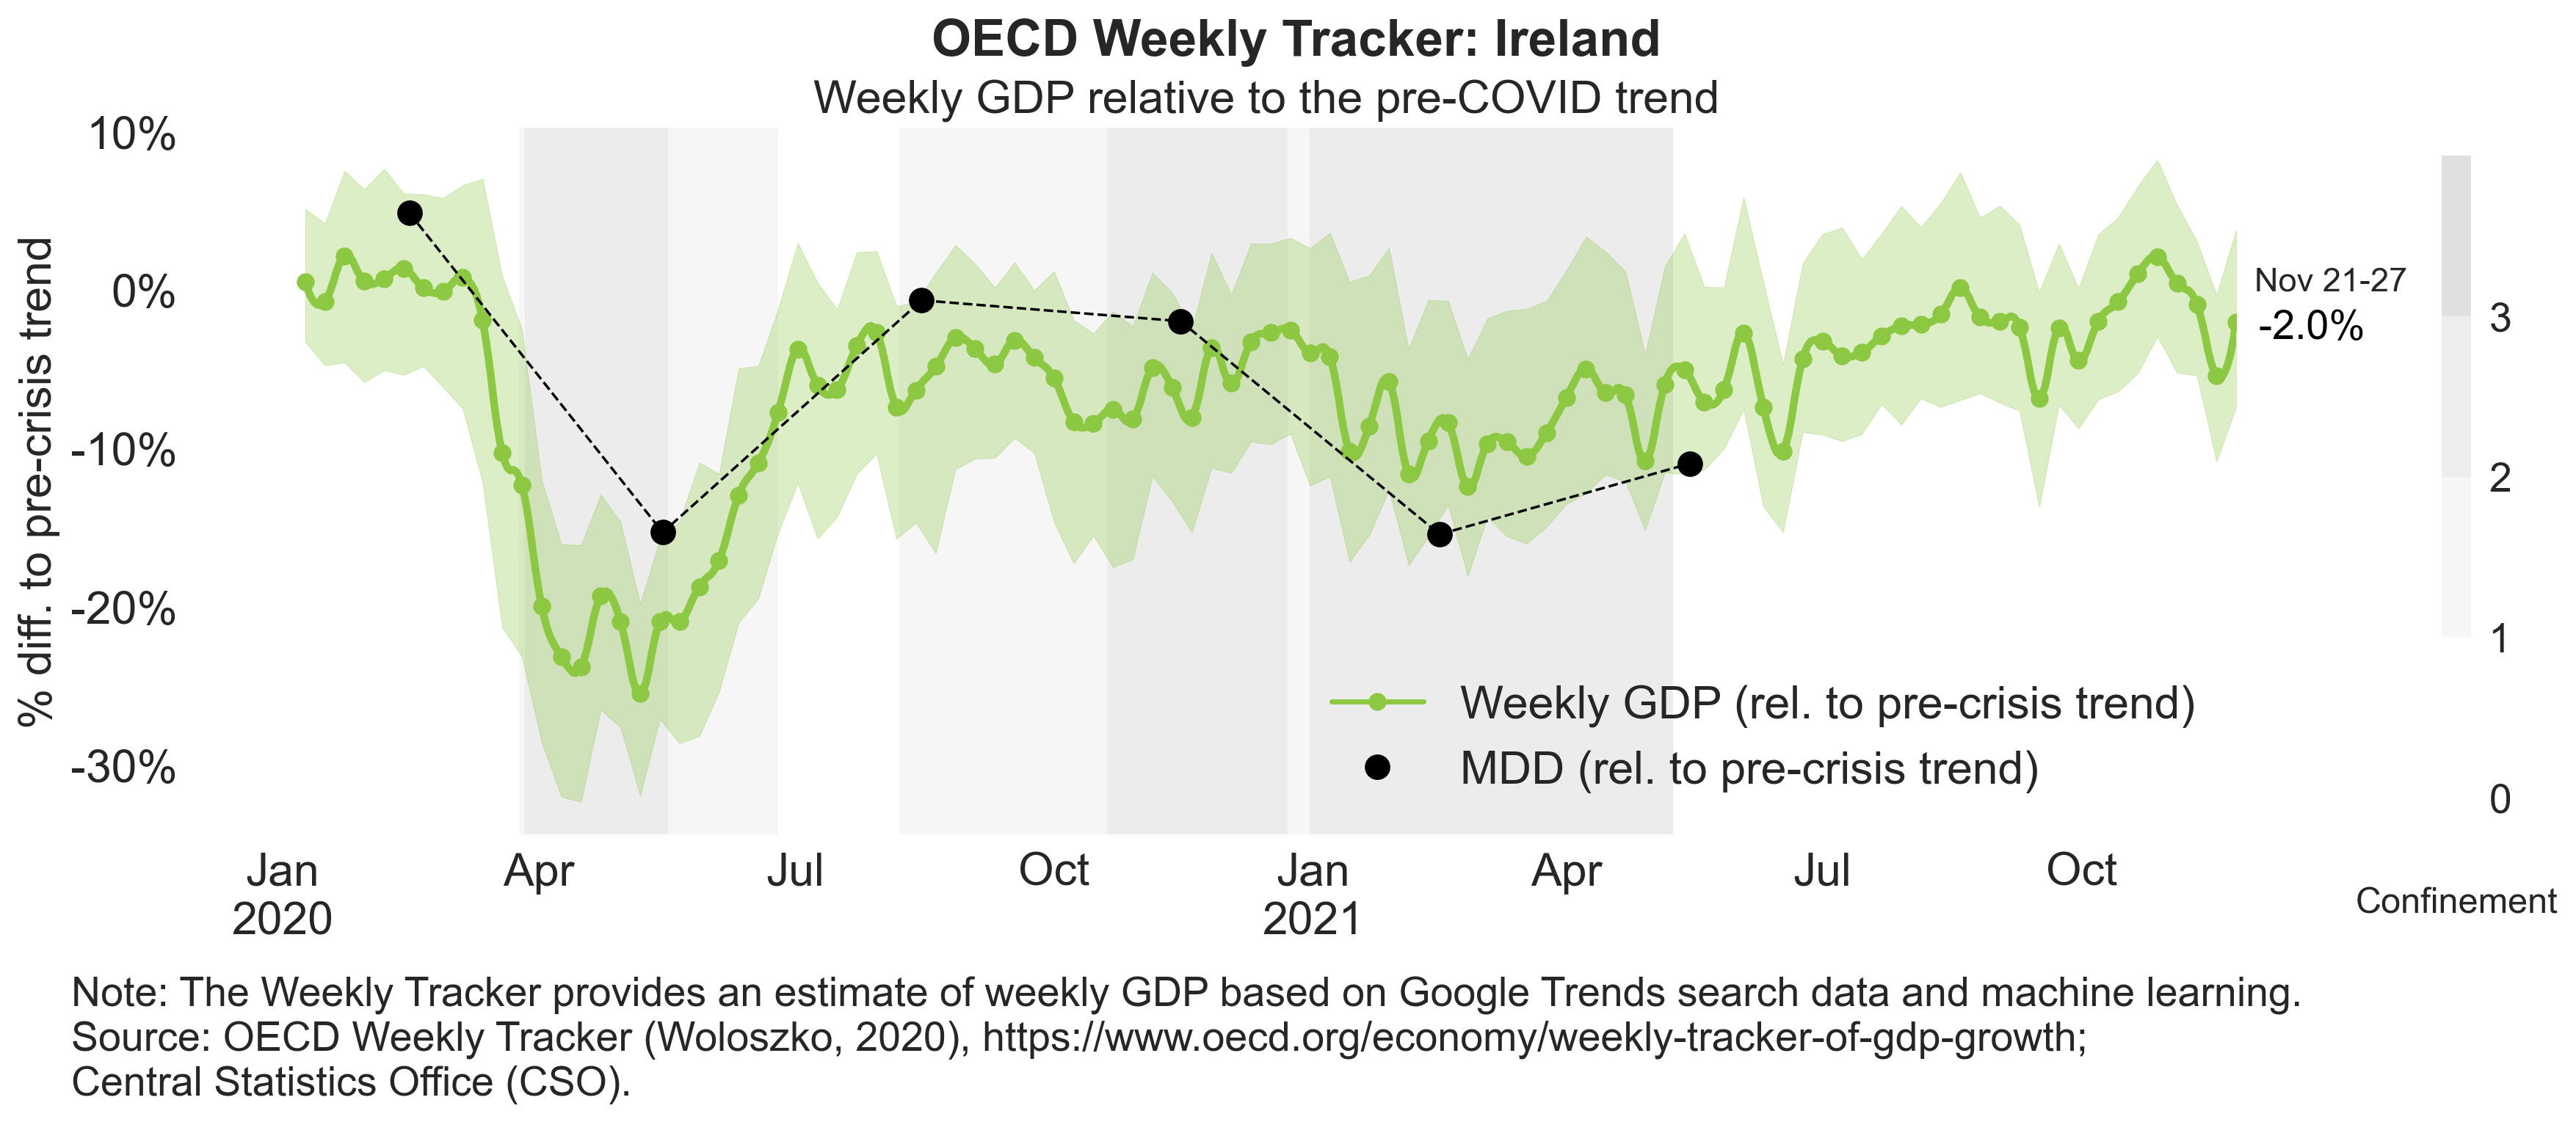 OECD Weekly Tracker: Ireland
Weekly GDP relative to the pre-COVID trend
10%
0%
-10%
-20%
-30%
% diff. to pre-crisis trend
Nov 21-27
-2.0%
3
2
1
0
Confinement
Weekly GDP (rel. to pre-crisis trend)
MDD (rel. to pre-crisis trend)
Jan Apr Jul Oct Jan Apr Jul Oct
2020 2021
Note: The Weekly Tracker provides an estimate of weekly GDP based on Google Trends search data and machine learning.
Source: OECD Weekly Tracker (Woloszko, 2020), https://www.oecd.org/economy/weekly-tracker-of-gdp-growth;
Central Statistics Office (CSO).